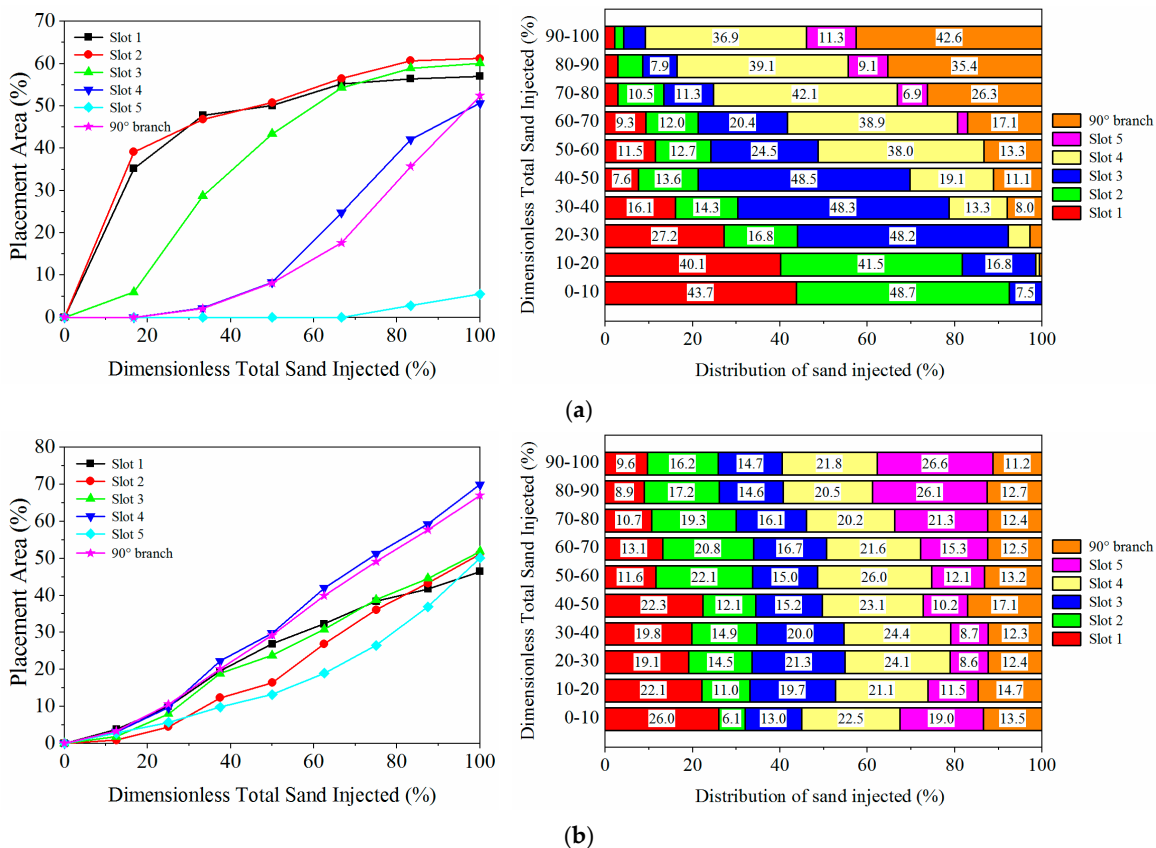 70
60
50
40
30
20
10
0
Placement Area (%)
Slot 1
Slot 2
Slot 3
Slot 4
Slot 5
90° branch
0 20 40 60 80 100
Dimensionless Total Sand Injected (%)
Dimensionless Total Sand Injected (%)
90-100 36.9 11.3 42.6
80-90 7.9 39.1 9.1 35.4
70-80 10.5 11.3 42.1 6.9 26.3
60-70 9.3 12.0 20.4 38.9 17.1
50-60 11.5 12.7 24.5 38.0 13.3
40-50 7.6 13.6 48.5 19.1 11.1
30-40 16.1 14.3 48.3 13.3 8.0
20-30 27.2 16.8 48.2
10-20 40.1 41.5 16.8
0-10 43.7 48.7 7.5
0 20 40 60 80 100
Distribution of sand injected (%)
90° branch
Slot 5
Slot 4
Slot 3
Slot 2
Slot 1
(a)
80
70
60
50
40
30
20
10
0
Placement Area (%)
Slot 1
Slot 2
Slot 3
Slot 4
Slot 5
90° branch
0 20 40 60 80 100
Dimensionless Total Sand Injected (%)
Dimensionless Total Sand Injected (%)
90-100 9.6 16.2 14.7 21.8 26.6 11.2
80-90 8.9 17.2 14.6 20.5 26.1 12.7
70-80 10.7 19.3 16.1 20.2 21.3 12.4
60-70 13.1 20.8 16.7 21.6 15.3 12.5
50-60 11.6 22.1 15.0 26.0 12.1 13.2
40-50 22.3 12.1 15.2 23.1 10.2 17.1
30-40 19.8 14.9 20.0 24.4 8.7 12.3
20-30 19.1 14.5 21.3 24.1 8.6 12.4
10-20 22.1 11.0 19.7 21.1 11.5 14.7
0-10 26.0 6.1 13.0 22.5 19.0 13.5
0 20 40 60 80 100
Distribution of sand injected (%)
90° branch
Slot 5
Slot 4
Slot 3
Slot 2
Slot 1
(b)